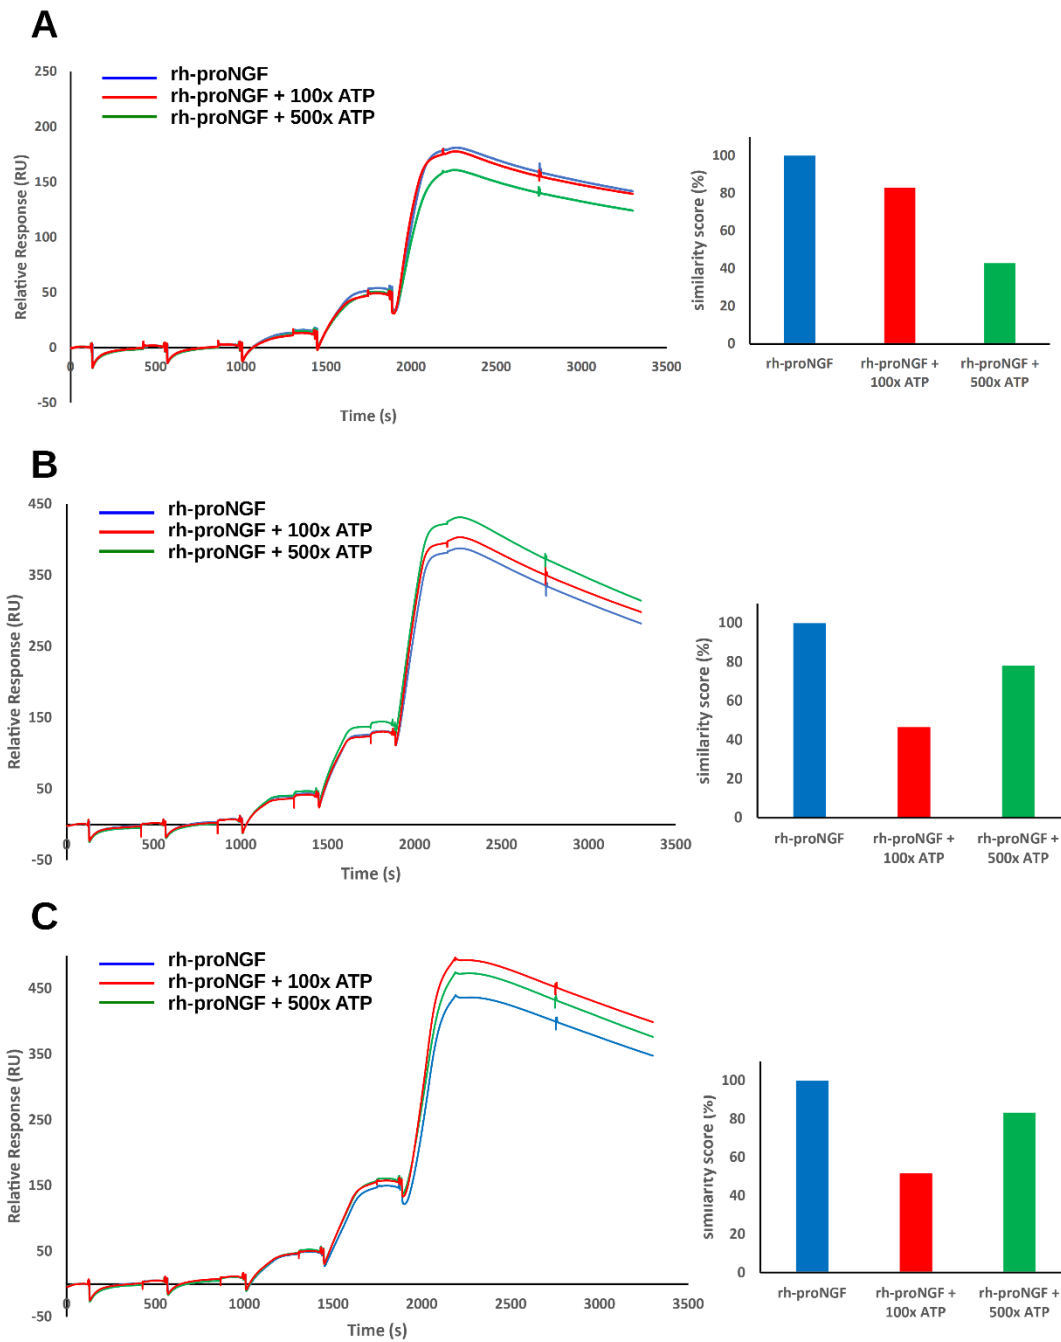 A
rh-proNGF
rh-proNGF + 100x ATP
rh-proNGF + 500x ATP
Relative Response (RU)
250
200
150
100
50
0
-50
0
500
1000
1500
2000
2500
3000
3500
Time (s)
similarity score (%)
100
80
60
40
20
0
rh-proNGF
rh-proNGF +
100x ATP
rh-proNGF +
500x ATP
B
rh-proNGF
rh-proNGF + 100x ATP
rh-proNGF + 500x ATP
Relative Response (RU)
450
350
250
150
50
-50
0
500
1000
1500
2000
2500
3000
3500
Time (s)
similarity score (%)
100
80
60
40
20
0
rh-proNGF
rh-proNGF +
100x ATP
rh-proNGF +
500x ATP
C
rh-proNGF
rh-proNGF + 100x ATP
rh-proNGF + 500x ATP
Relative Response (RU)
450
350
250
150
50
-50
0
500
1000
1500
2000
2500
3000
3500
Time (s)
similarity score (%)
100
80
60
40
20
0
rh-proNGF
rh-proNGF +
100x ATP
rh-proNGF +
500x ATP